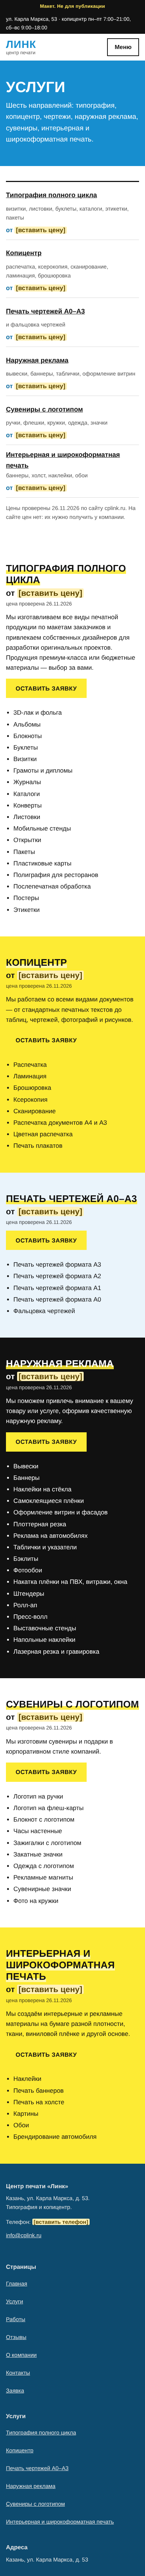 Макет. Не для публикации
ул. Карла Маркса, 53 · копицентр пн–пт 7:00–21:00,
сб–вс 9:00–18:00
ЛИНК
центр печати
Меню
УСЛУГИ
Шесть направлений: типография,
копицентр, чертежи, наружная реклама,
сувениры, интерьерная и
широкоформатная печать.
Типография полного цикла
визитки, листовки, буклеты, каталоги, этикетки,
пакеты
от [вставить цену]
Копицентр
распечатка, ксерокопия, сканирование,
ламинация, брошюровка
от [вставить цену]
Печать чертежей А0–А3
и фальцовка чертежей
от [вставить цену]
Наружная реклама
вывески, баннеры, таблички, оформление витрин
от [вставить цену]
Сувениры с логотипом
ручки, флешки, кружки, одежда, значки
от [вставить цену]
Интерьерная и широкоформатная
печать
баннеры, холст, наклейки, обои
от [вставить цену]
Цены проверены 26.11.2026 по сайту cplink.ru. На
сайте цен нет: их нужно получить у компании.
ТИПОГРАФИЯ ПОЛНОГО
ЦИКЛА
от [вставить цену]
цена проверена 26.11.2026
Мы изготавливаем все виды печатной
продукции по макетам заказчиков и
привлекаем собственных дизайнеров для
разработки оригинальных проектов.
Продукция премиум-класса или бюджетные
материалы — выбор за вами.
ОСТАВИТЬ ЗАЯВКУ
• 3D-лак и фольга
• Альбомы
• Блокноты
• Буклеты
• Визитки
• Грамоты и дипломы
• Журналы
• Каталоги
• Конверты
• Листовки
• Мобильные стенды
• Открытки
• Пакеты
• Пластиковые карты
• Полиграфия для ресторанов
• Послепечатная обработка
• Постеры
• Этикетки
КОПИЦЕНТР
от [вставить цену]
цена проверена 26.11.2026
Мы работаем со всеми видами документов
— от стандартных печатных текстов до
таблиц, чертежей, фотографий и рисунков.
ОСТАВИТЬ ЗАЯВКУ
• Распечатка
• Ламинация
• Брошюровка
• Ксерокопия
• Сканирование
• Распечатка документов А4 и А3
• Цветная распечатка
• Печать плакатов
ПЕЧАТЬ ЧЕРТЕЖЕЙ А0–А3
от [вставить цену]
цена проверена 26.11.2026
ОСТАВИТЬ ЗАЯВКУ
• Печать чертежей формата А3
• Печать чертежей формата А2
• Печать чертежей формата А1
• Печать чертежей формата А0
• Фальцовка чертежей
НАРУЖНАЯ РЕКЛАМА
от [вставить цену]
цена проверена 26.11.2026
Мы поможем привлечь внимание к вашему
товару или услуге, оформив качественную
наружную рекламу.
ОСТАВИТЬ ЗАЯВКУ
• Вывески
• Баннеры
• Наклейки на стёкла
• Самоклеящиеся плёнки
• Оформление витрин и фасадов
• Плоттерная резка
• Реклама на автомобилях
• Таблички и указатели
• Бэклиты
• Фотообои
• Накатка плёнки на ПВХ, витражи, окна
• Штендеры
• Ролл-ап
• Пресс-волл
• Выставочные стенды
• Напольные наклейки
• Лазерная резка и гравировка
СУВЕНИРЫ С ЛОГОТИПОМ
от [вставить цену]
цена проверена 26.11.2026
Мы изготовим сувениры и подарки в
корпоративном стиле компаний.
ОСТАВИТЬ ЗАЯВКУ
• Логотип на ручки
• Логотип на флеш-карты
• Блокнот с логотипом
• Часы настенные
• Зажигалки с логотипом
• Закатные значки
• Одежда с логотипом
• Рекламные магниты
• Сувенирные значки
• Фото на кружки
ИНТЕРЬЕРНАЯ И
ШИРОКОФОРМАТНАЯ
ПЕЧАТЬ
от [вставить цену]
цена проверена 26.11.2026
Мы создаём интерьерные и рекламные
материалы на бумаге разной плотности,
ткани, виниловой плёнке и другой основе.
ОСТАВИТЬ ЗАЯВКУ
• Наклейки
• Печать баннеров
• Печать на холсте
• Картины
• Обои
• Брендирование автомобиля
Центр печати «Линк»
Казань, ул. Карла Маркса, д. 53.
Типография и копицентр.
Телефон: [вставить телефон]
info@cplink.ru
Страницы
Главная
Услуги
Работы
Отзывы
О компании
Контакты
Заявка
Услуги
Типография полного цикла
Копицентр
Печать чертежей А0–А3
Наружная реклама
Сувениры с логотипом
Интерьерная и широкоформатная печать
Адреса
Казань, ул. Карла Маркса, д. 53